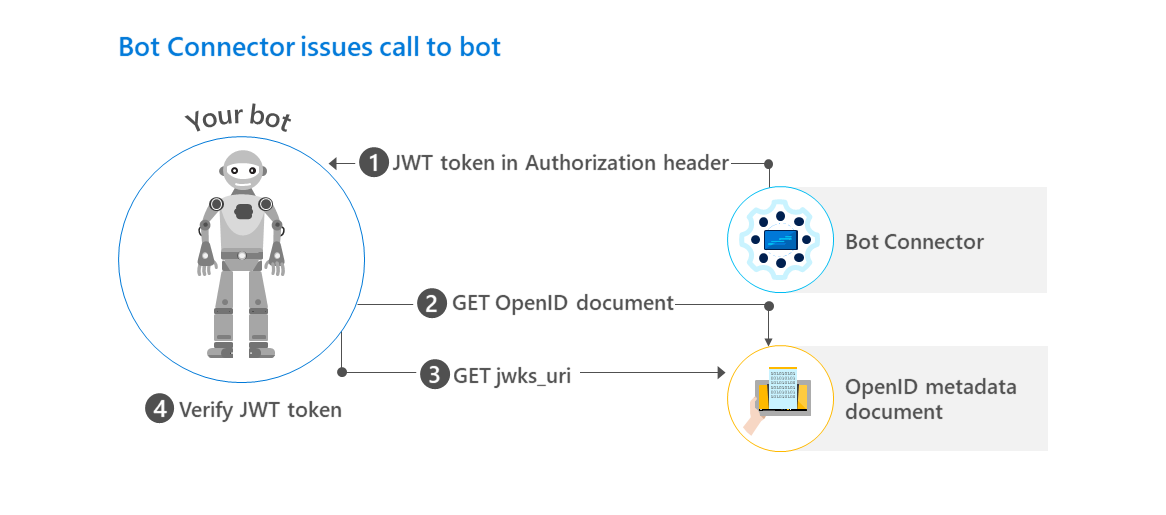 Bot Connector issues call to bot
Your bot
1 JWT token in Authorization header
Bot Connector
2 GET OpenID document
3 GET jwks_uri
OpenID metadata
document
4 Verify JWT token